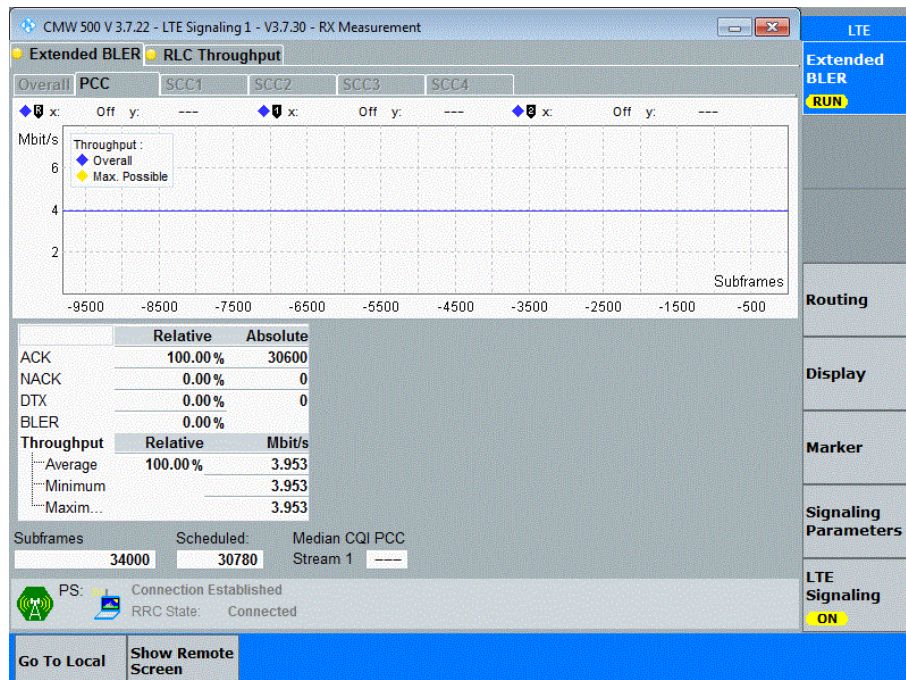 CMW 500 V 3.7.22 - LTE Signaling 1 - V3.7.30 - RX Measurement
LTE
Extended BLER RLC Throughput
Extended
BLER
RUN
Overall PCC SCC1 SCC2 SCC3 SCC4
R x: Off y: --- 1 x: Off y: --- 2 x: Off y: ---
Mbit/s
Throughput :
Overall
Max. Possible
6
4
2
Subframes
-9500 -8500 -7500 -6500 -5500 -4500 -3500 -2500 -1500 -500
Routing
Relative Absolute
ACK 100.00 % 30600
NACK 0.00 % 0
DTX 0.00 % 0
BLER 0.00 %
Throughput Relative Mbit/s
Average 100.00 % 3.953
Minimum 3.953
Maxim... 3.953
Display
Marker
Signaling
Parameters
Subframes Scheduled: Median CQI PCC
34000 30780 Stream 1 ---
LTE
Signaling
ON
PS: Connection Established
RRC State: Connected
Go To Local
Show Remote
Screen